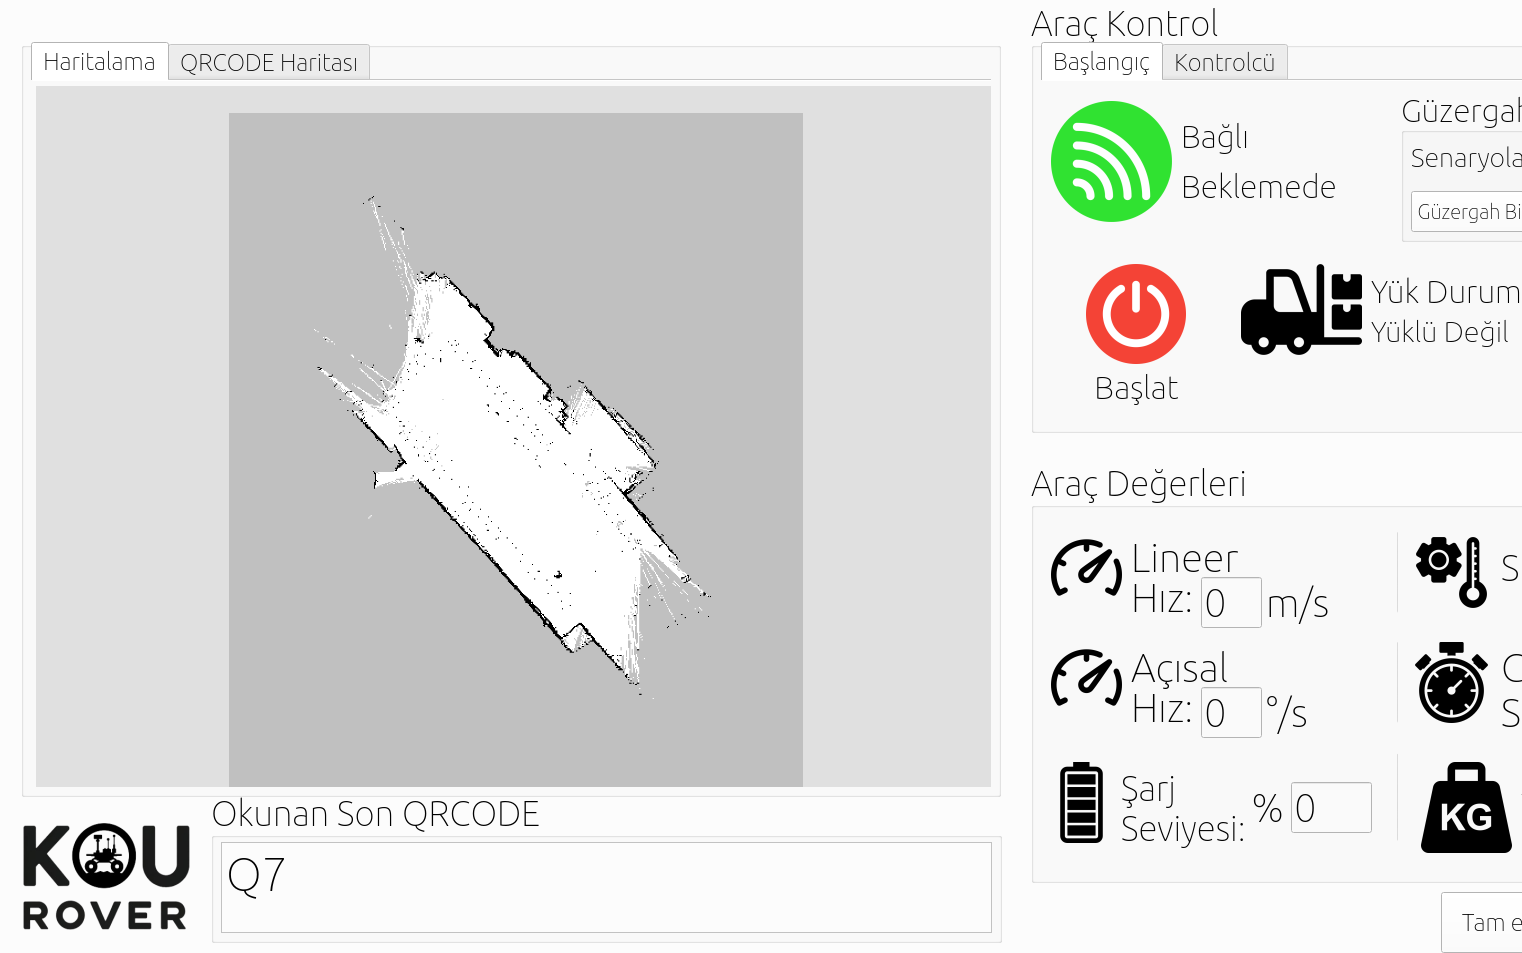 Araç Kontrol
Haritalama
QRCODE Haritası
Başlangıç
Kontrolcü
Bağlı
Beklemede
Güzergah
Senaryola
Güzergah Bi
Başlat
Yük Durum
Yüklü Değil
Araç Değerleri
Lineer
Hız: 0 m/s
S
Açısal
Hız: 0 °/s
S
Şarj
Seviyesi: % 0
KG
Okunan Son QRCODE
Q7
KOU
ROVER
Tam e